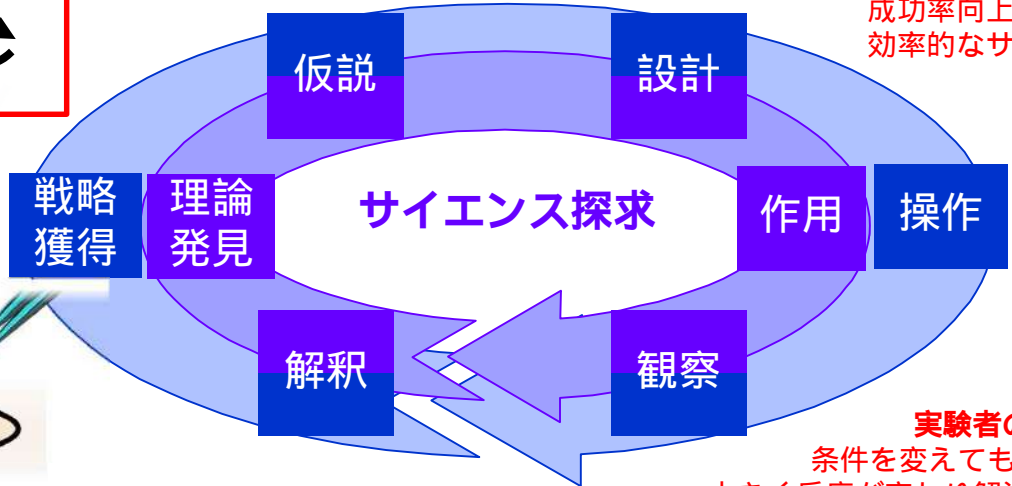 成功率向上
効率的なサ
仮説
設計
戦略
獲得
理論
発見
サイエンス探求
作用
操作
解釈
観察
実験者の
条件を変えても